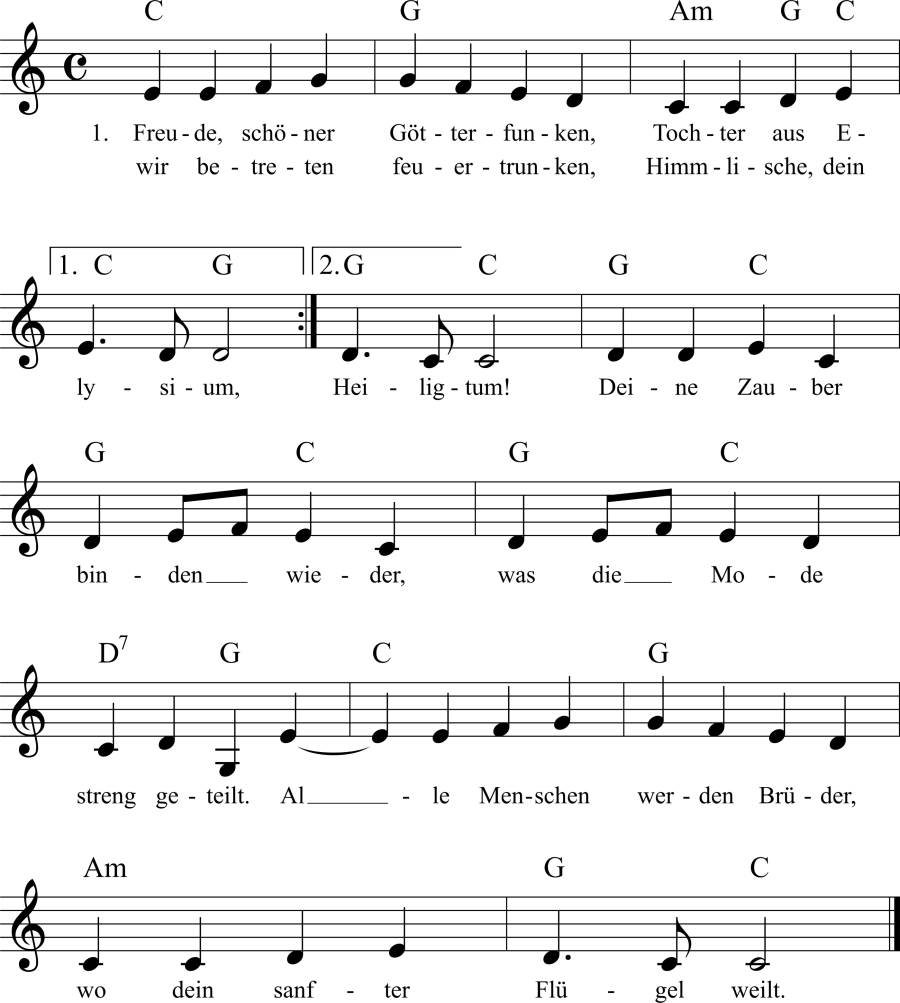 C G Am G C
1. Freu - de, schö - ner Göt - ter - fun - ken, Toch - ter aus E -
wir be - tre - ten feu - er - trun - ken, Himm - li - sche, dein
1. C G 2. G C G C
ly - si - um, Hei - lig - tum! Dei - ne Zau - ber
G C G C
bin - den wie - der, was die Mo - de
D7 G C G
streng ge - teilt. Al - le Men - schen wer - den Brü - der,
Am G C
wo dein sanf - ter Flü - gel weilt.